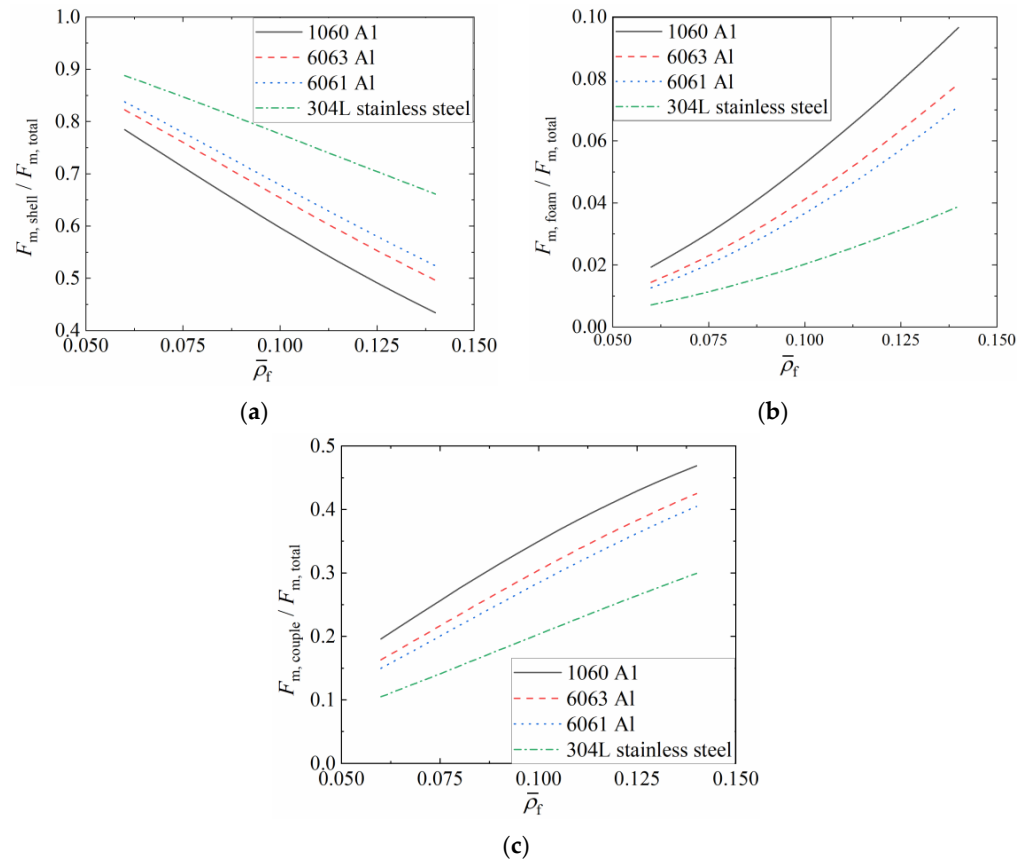 1.0
0.9
0.8
0.7
0.6
0.5
0.4
F m, shell / F m, total
1060 Al
6063 Al
6061 Al
304L stainless steel
0.050 0.075 0.100 0.125 0.150
ρ̅f
(a)
0.10
0.08
0.06
0.04
0.02
0.00
F m, foam / F m, total
1060 Al
6063 Al
6061 Al
304L stainless steel
0.050 0.075 0.100 0.125 0.150
ρ̅f
(b)
0.5
0.4
0.3
0.2
0.1
0.0
F m, couple / F m, total
1060 Al
6063 Al
6061 Al
304L stainless steel
0.050 0.075 0.100 0.125 0.150
ρ̅f
(c)